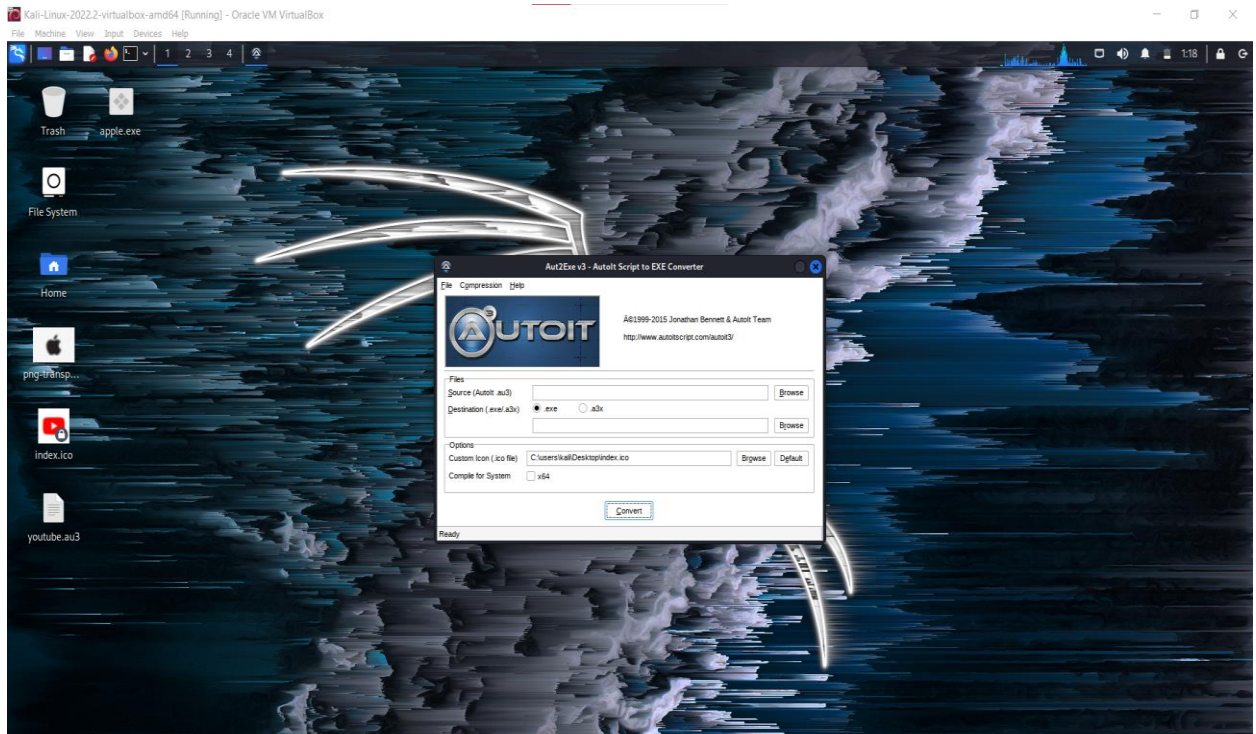 Kali-Linux-2022.2-virtualbox-amd64 [Running] - Oracle VM VirtualBox
File Machine View Input Devices Help
1 2 3 4
1:18
Trash
apple.exe
File System
Home
png-transp...
index.ico
youtube.au3
Aut2Exe v3 - AutoIt Script to EXE Converter
File Compression Help
AUTOIT
3
Â©1999-2015 Jonathan Bennett & AutoIt Team
http://www.autoitscript.com/autoit3/
Files
Source (AutoIt .au3) Browse
Destination (.exe/.a3x) .exe .a3x
Browse
Options
Custom Icon (.ico file) C:\users\kali\Desktop\index.ico Browse Default
Compile for System x64
Convert
Ready